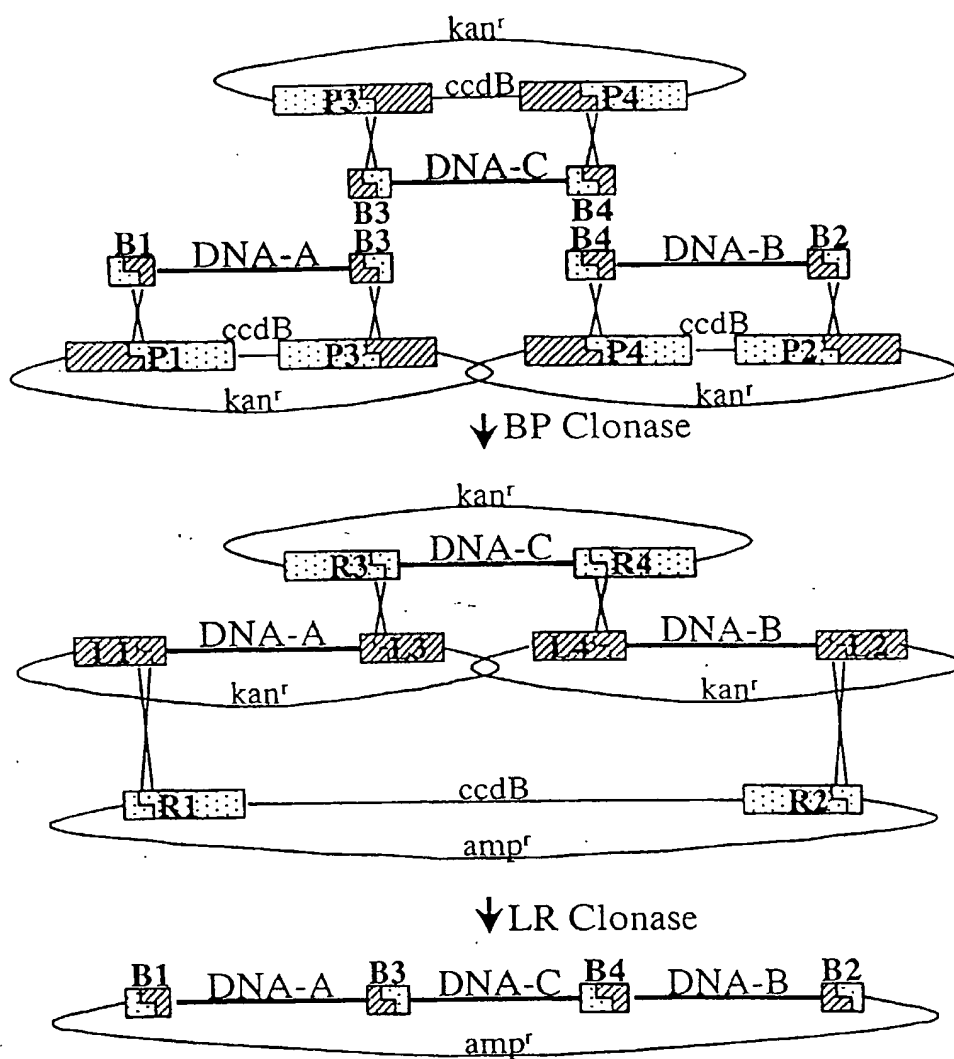 kanʳ
ccdB
P3 P4
DNA-C
B3 B4
B1 DNA-A B3 B4 DNA-B B2
ccdB ccdB
P1 P3 P4 P2
kanʳ kanʳ
BP Clonase
kanʳ
R3 DNA-C R4
DNA-A DNA-B
L1 L3 L4 L2
kanʳ kanʳ
ccdB
R1 R2
ampʳ
LR Clonase
B1 DNA-A B3 DNA-C B4 DNA-B B2
ampʳ